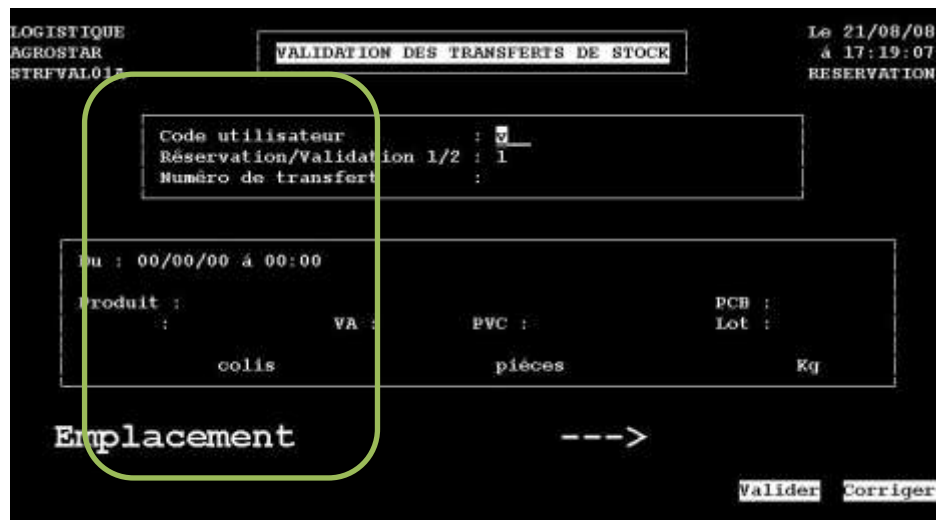 LOGISTIQUE
AGROSTAR
VALIDATION DES TRANSFERTS DE STOCK
Le 21/08/08
á 17:19:07
RESERVATION
Code utilisateur : v__
Réservation/Validation 1/2 : 1
Numéro de transfert :
Du : 00/00/00 á 00:00
Produit : PCB :
: VA : PVC : Lot :
colis piéces Kg
Emplacement --->
Valider Corriger